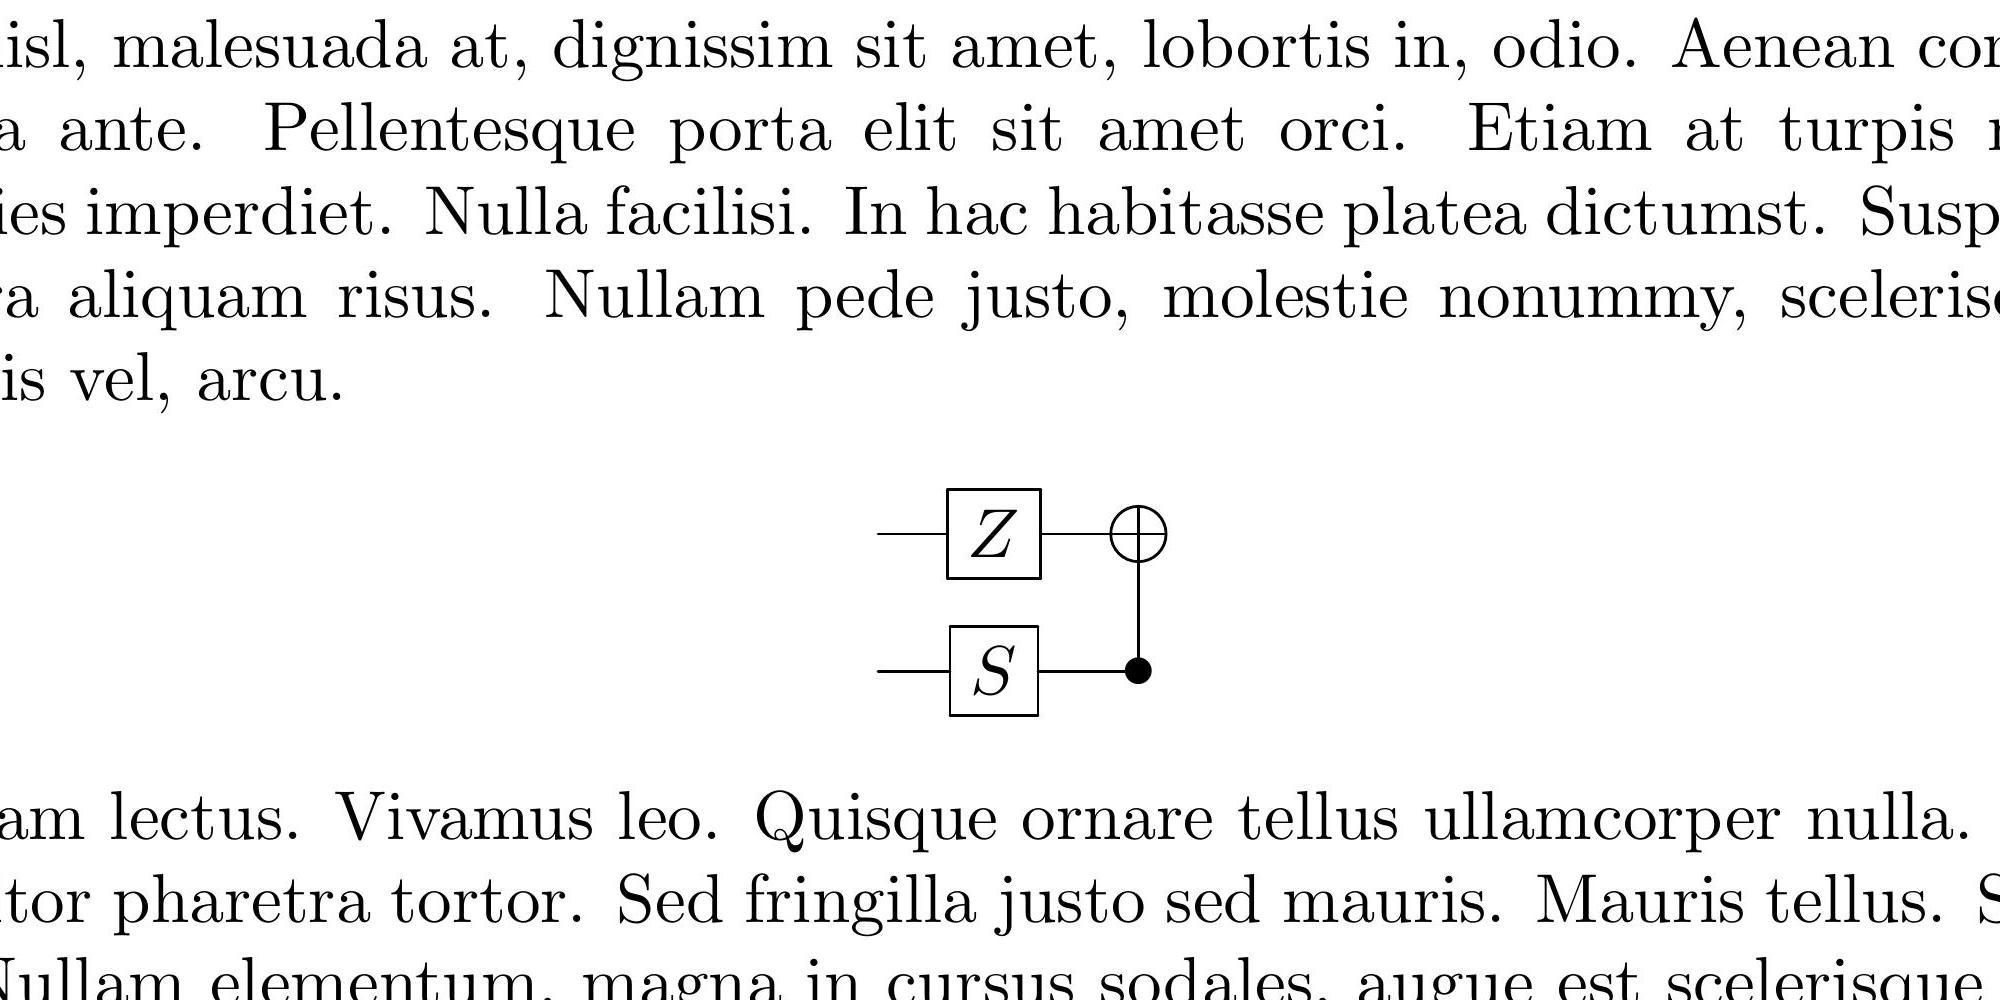 isl, malesuada at, dignissim sit amet, lobortis in, odio. Aenean con
a ante. Pellentesque porta elit sit amet orci. Etiam at turpis
ies imperdiet. Nulla facilisi. In hac habitasse platea dictumst. Susp
a aliquam risus. Nullam pede justo, molestie nonummy, sceleris
is vel, arcu.
Z
S
am lectus. Vivamus leo. Quisque ornare tellus ullamcorper nulla.
tor pharetra tortor. Sed fringilla justo sed mauris. Mauris tellus. S
Nullam elementum, magna in cursus sodales, augue est scelerisque